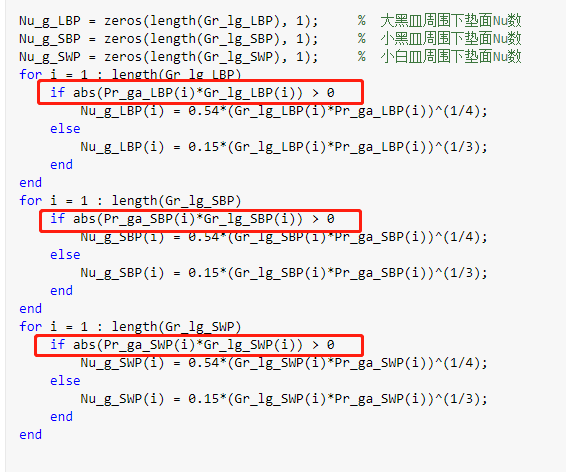 Nu_g_LBP = zeros(length(Gr_lg_LBP), 1);    % 大黑皿周围下垫面Nu数
Nu_g_SBP = zeros(length(Gr_lg_SBP), 1);    % 小黑皿周围下垫面Nu数
Nu_g_SWP = zeros(length(Gr_lg_SWP), 1);    % 小白皿周围下垫面Nu数
for i = 1 : length(Gr_lg_LBP)
    if abs(Pr_ga_LBP(i)*Gr_lg_LBP(i)) > 0
        Nu_g_LBP(i) = 0.54*(Gr_lg_LBP(i)*Pr_ga_LBP(i))^(1/4);
    else
        Nu_g_LBP(i) = 0.15*(Gr_lg_LBP(i)*Pr_ga_LBP(i))^(1/3);
    end
end
for i = 1 : length(Gr_lg_SBP)
    if abs(Pr_ga_SBP(i)*Gr_lg_SBP(i)) > 0
        Nu_g_SBP(i) = 0.54*(Gr_lg_SBP(i)*Pr_ga_SBP(i))^(1/4);
    else
        Nu_g_SBP(i) = 0.15*(Gr_lg_SBP(i)*Pr_ga_SBP(i))^(1/3);
    end
end
for i = 1 : length(Gr_lg_SWP)
    if abs(Pr_ga_SWP(i)*Gr_lg_SWP(i)) > 0
        Nu_g_SWP(i) = 0.54*(Gr_lg_SWP(i)*Pr_ga_SWP(i))^(1/4);
    else
        Nu_g_SWP(i) = 0.15*(Gr_lg_SWP(i)*Pr_ga_SWP(i))^(1/3);
    end
end